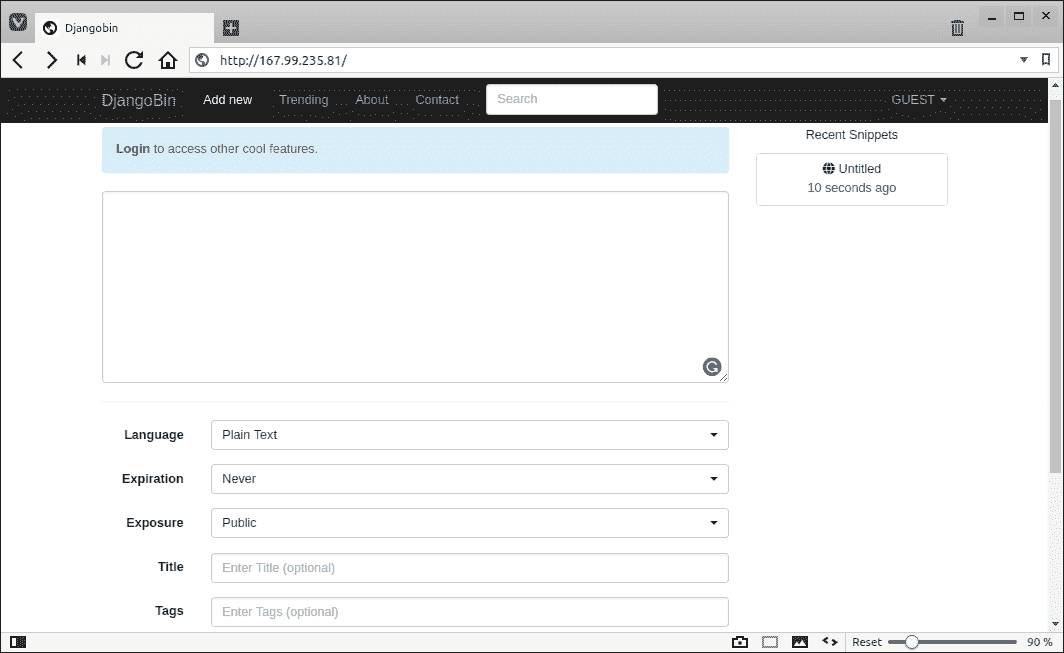 Djangobin
http://167.99.235.81/
DjangoBin Add new Trending About Contact Search GUEST
Login to access other cool features.
Recent Snippets
Untitled
10 seconds ago
Language Plain Text
Expiration Never
Exposure Public
Title Enter Title (optional)
Tags Enter Tags (optional)
Reset 90 %